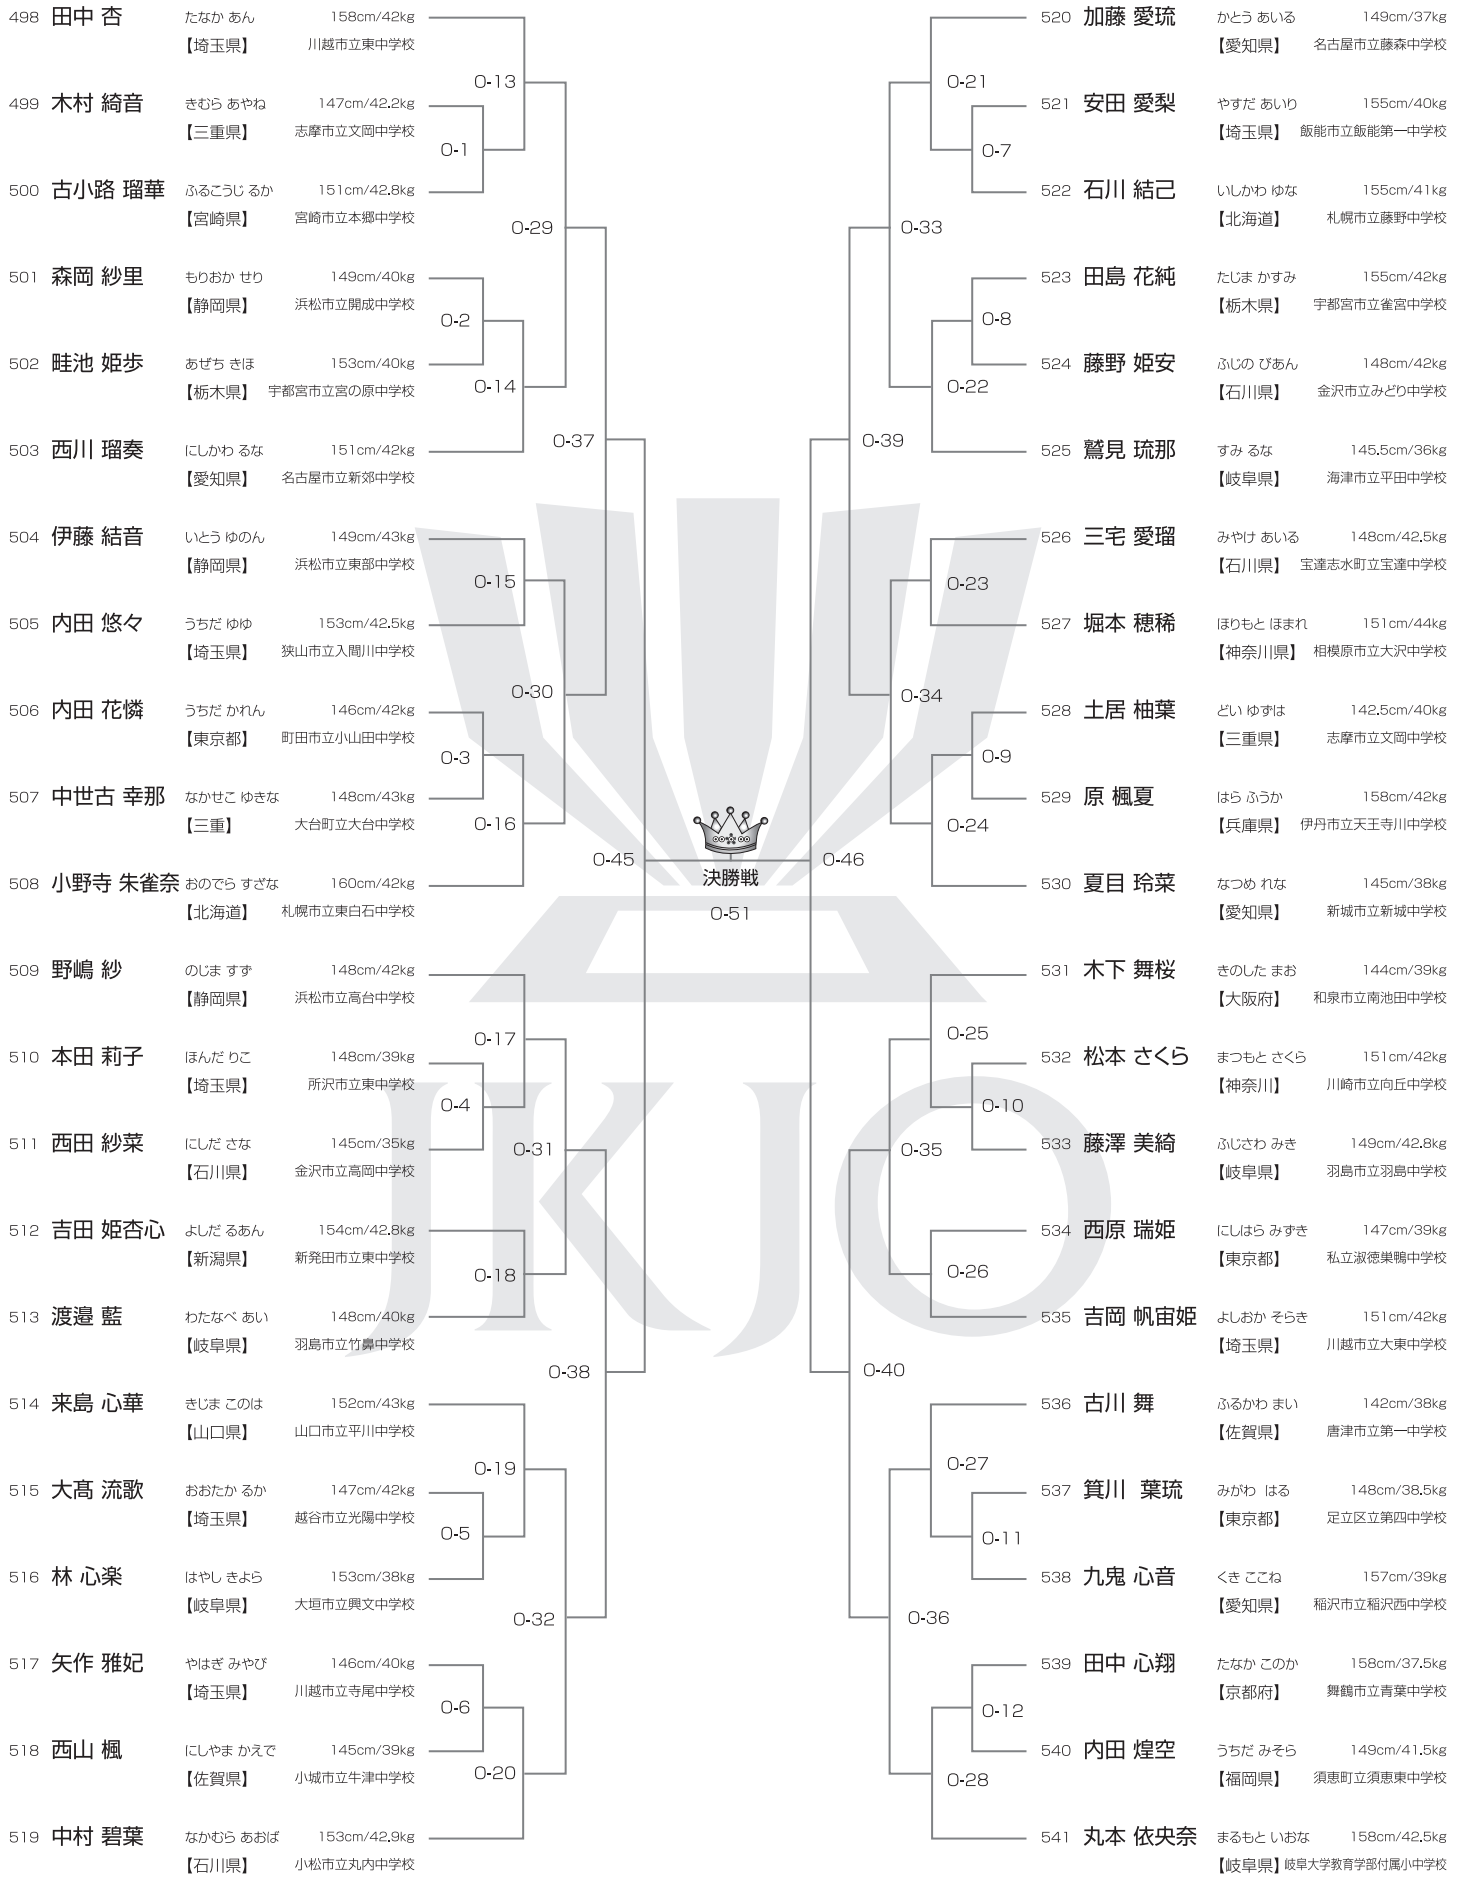 498 田中 杏 たなか あん 158cm/42kg
【埼玉県】 川越市立東中学校
499 木村 綺音 きむら あやね 147cm/42.2kg
【三重県】 志摩市立文岡中学校
500 古小路 瑠華 ふるこうじ るか 151cm/42.8kg
【宮崎県】 宮崎市立本郷中学校
501 森岡 紗里 もりおか せり 149cm/40kg
【静岡県】 浜松市立開成中学校
502 畦池 姫歩 あぜち きほ 153cm/40kg
【栃木県】 宇都宮市立宮の原中学校
503 西川 瑠奏 にしかわ るな 151cm/42kg
【愛知県】 名古屋市立新郊中学校
504 伊藤 結音 いとう ゆのん 149cm/43kg
【静岡県】 浜松市立東部中学校
505 内田 悠々 うちだ ゆゆ 153cm/42.5kg
【埼玉県】 狭山市立入間川中学校
506 内田 花憐 うちだ かれん 146cm/42kg
【東京都】 町田市立小山田中学校
507 中世古 幸那 なかせこ ゆきな 148cm/43kg
【三重】 大台町立大台中学校
508 小野寺 朱雀奈 おのでら すざな 160cm/42kg
【北海道】 札幌市立東白石中学校
509 野嶋 紗 のじま すず 148cm/42kg
【静岡県】 浜松市立高台中学校
510 本田 莉子 ほんだ りこ 148cm/39kg
【埼玉県】 所沢市立東中学校
511 西田 紗菜 にしだ さな 145cm/35kg
【石川県】 金沢市立高岡中学校
512 吉田 姫杏心 よしだ るあん 154cm/42.8kg
【新潟県】 新発田市立東中学校
513 渡邉 藍 わたなべ あい 148cm/40kg
【岐阜県】 羽島市立竹鼻中学校
514 来島 心華 きじま このは 152cm/43kg
【山口県】 山口市立平川中学校
515 大髙 流歌 おおたか るか 147cm/42kg
【埼玉県】 越谷市立光陽中学校
516 林 心楽 はやし きよら 153cm/38kg
【岐阜県】 大垣市立興文中学校
517 矢作 雅妃 やはぎ みやび 146cm/40kg
【埼玉県】 川越市立寺尾中学校
518 西山 楓 にしやま かえで 145cm/39kg
【佐賀県】 小城市立牛津中学校
519 中村 碧葉 なかむら あおば 153cm/42.9kg
【石川県】 小松市立丸内中学校
O-13
O-1
O-29
O-2
O-14
O-37
O-15
O-30
O-3
O-16
O-45
O-17
O-4
O-31
O-18
O-38
O-19
O-5
O-32
O-6
O-20
決勝戦
O-51
JKJO
O-21
O-7
O-33
O-8
O-22
O-39
O-23
O-34
O-9
O-24
O-46
O-25
O-10
O-35
O-26
O-40
O-27
O-11
O-36
O-12
O-28
520 加藤 愛琉 かとう あいる 149cm/37kg
【愛知県】 名古屋市立藤森中学校
521 安田 愛梨 やすだ あいり 155cm/40kg
【埼玉県】 飯能市立飯能第一中学校
522 石川 結己 いしかわ ゆな 155cm/41kg
【北海道】 札幌市立藤野中学校
523 田島 花純 たじま かすみ 155cm/42kg
【栃木県】 宇都宮市立雀宮中学校
524 藤野 姫安 ふじの びあん 148cm/42kg
【石川県】 金沢市立みどり中学校
525 鷲見 琉那 すみ るな 145.5cm/36kg
【岐阜県】 海津市立平田中学校
526 三宅 愛瑠 みやけ あいる 148cm/42.5kg
【石川県】 宝達志水町立宝達中学校
527 堀本 穂稀 ほりもと ほまれ 151cm/44kg
【神奈川県】 相模原市立大沢中学校
528 土居 柚葉 どい ゆずは 142.5cm/40kg
【三重県】 志摩市立文岡中学校
529 原 楓夏 はら ふうか 158cm/42kg
【兵庫県】 伊丹市立天王寺川中学校
530 夏目 玲菜 なつめ れな 145cm/38kg
【愛知県】 新城市立新城中学校
531 木下 舞桜 きのした まお 144cm/39kg
【大阪府】 和泉市立南池田中学校
532 松本 さくら まつもと さくら 151cm/42kg
【神奈川】 川崎市立向丘中学校
533 藤澤 美綺 ふじさわ みき 149cm/42.8kg
【岐阜県】 羽島市立羽島中学校
534 西原 瑞姫 にしはら みずき 147cm/39kg
【東京都】 私立淑徳巣鴨中学校
535 吉岡 帆宙姫 よしおか そらき 151cm/42kg
【埼玉県】 川越市立大東中学校
536 古川 舞 ふるかわ まい 142cm/38kg
【佐賀県】 唐津市立第一中学校
537 箕川 葉琉 みがわ はる 148cm/38.5kg
【東京都】 足立区立第四中学校
538 九鬼 心音 くき ここね 157cm/39kg
【愛知県】 稲沢市立稲沢西中学校
539 田中 心翔 たなか このか 158cm/37.5kg
【京都府】 舞鶴市立青葉中学校
540 内田 煌空 うちだ みそら 149cm/41.5kg
【福岡県】 須恵町立須恵東中学校
541 丸本 依央奈 まるもと いおな 158cm/42.5kg
【岐阜県】 岐阜大学教育学部付属小中学校